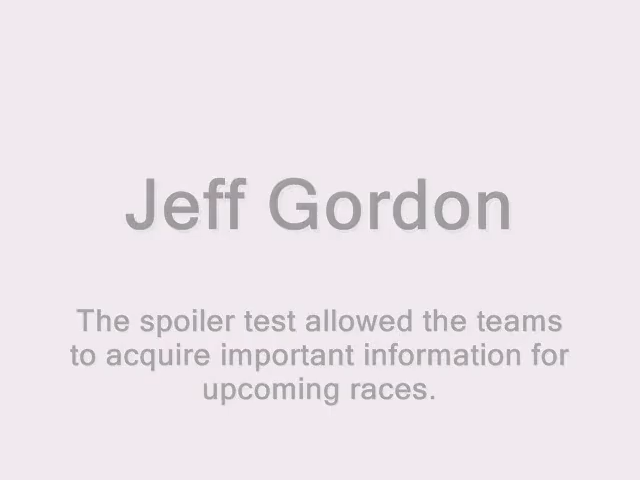 Jeff Gordon
The spoiler test allowed the teams
to acquire important information for
upcoming races.